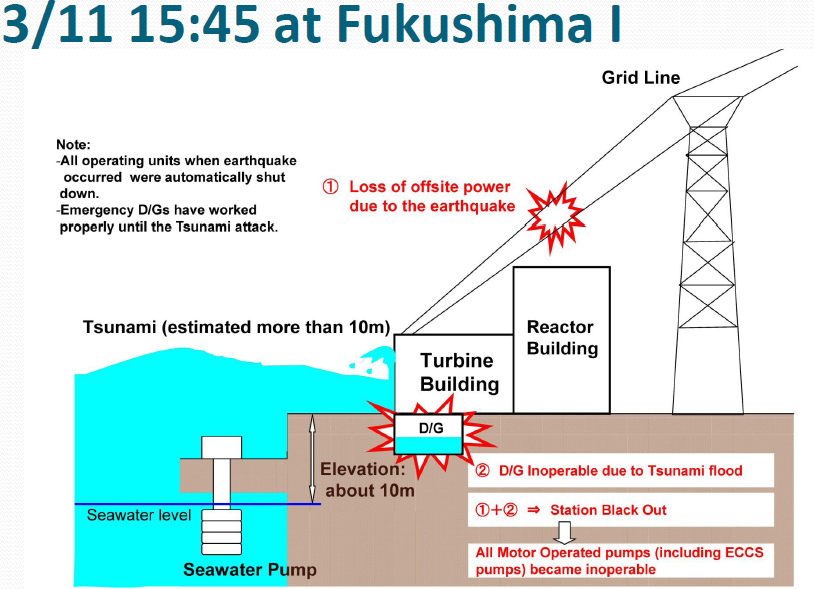 3/11 15:45 at Fukushima I
Grid Line
Note:
-All operating units when earthquake
occurred were automatically shut
down.
-Emergency D/Gs have worked
properly until the Tsunami attack.
① Loss of offsite power
due to the earthquake
Tsunami (estimated more than 10m)
Reactor
Building
Turbine
Building
D/G
Elevation:
about 10m
② D/G Inoperable due to Tsunami flood
Seawater level
①+② ⇒ Station Black Out
All Motor Operated pumps (including ECCS
pumps) became inoperable
Seawater Pump